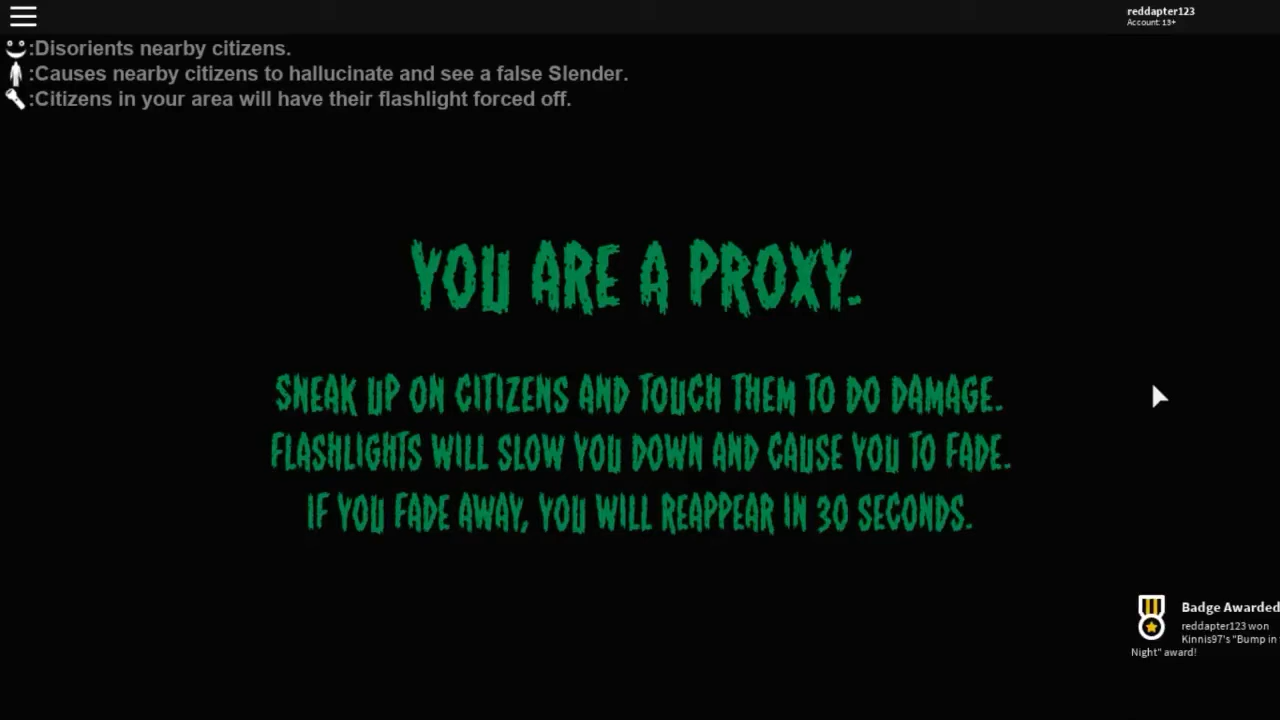 reddapter123
Account: 13+
:Disorients nearby citizens.
:Causes nearby citizens to hallucinate and see a false Slender.
:Citizens in your area will have their flashlight forced off.
YOU ARE A PROXY.
SNEAK UP ON CITIZENS AND TOUCH THEM TO DO DAMAGE.
FLASHLIGHTS WILL SLOW YOU DOWN AND CAUSE YOU TO FADE.
IF YOU FADE AWAY, YOU WILL REAPPEAR IN 30 SECONDS.
Badge Awarded
reddapter123 won
Kinnis97's "Bump in
Night" award!